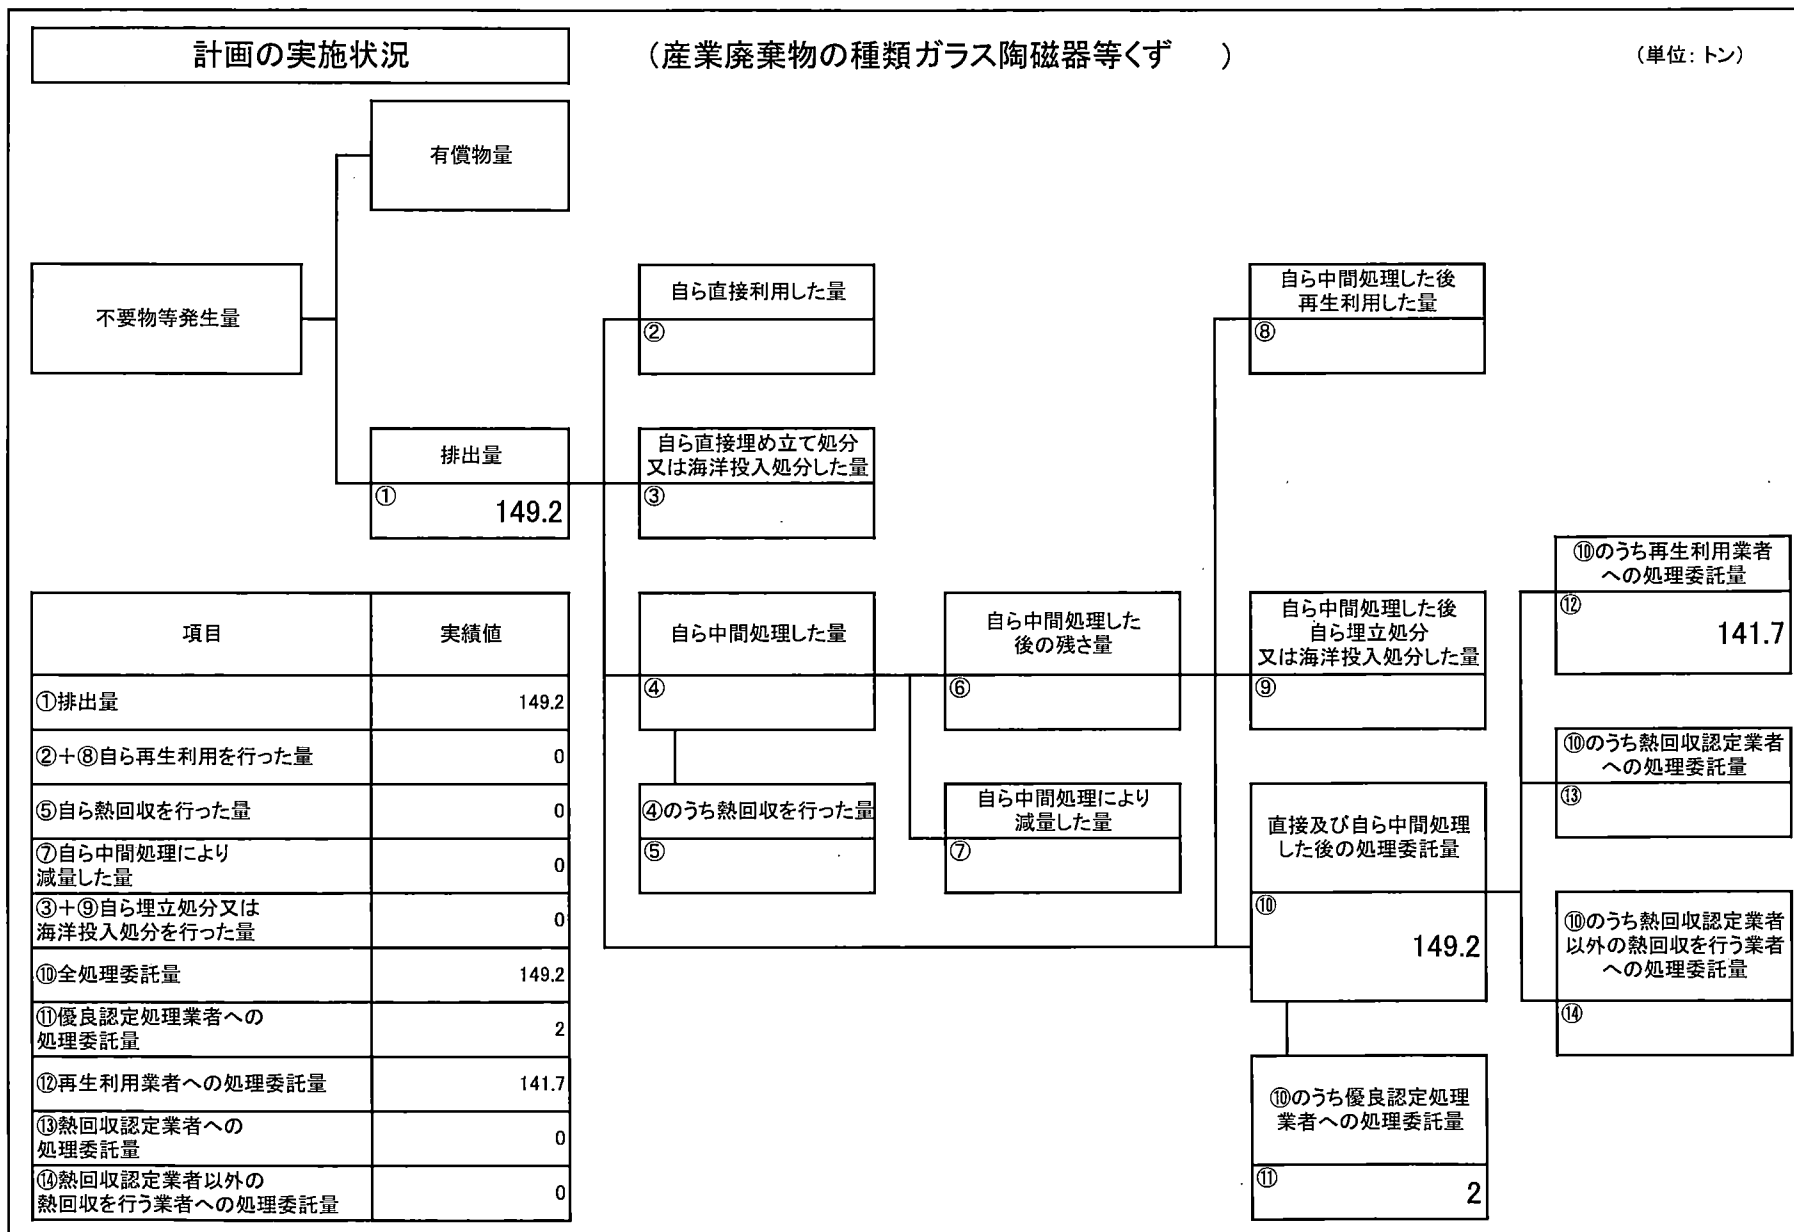 計画の実施状況
（産業廃棄物の種類ガラス陶磁器等くず　　）
（単位：トン）
有償物量
不要物等発生量
自ら直接利用した量
②
自ら中間処理した後
再生利用した量
⑧
排出量
①
149.2
自ら直接埋め立て処分
又は海洋投入処分した量
③
⑩のうち再生利用業者
への処理委託量
⑫
141.7
自ら中間処理した量
④
自ら中間処理した
後の残さ量
⑥
自ら中間処理した後
自ら埋立処分
又は海洋投入処分した量
⑨
⑩のうち熱回収認定業者
への処理委託量
⑬
④のうち熱回収を行った量
⑤
自ら中間処理により
減量した量
⑦
直接及び自ら中間処理
した後の処理委託量
⑩
149.2
⑩のうち熱回収認定業者
以外の熱回収を行う業者
への処理委託量
⑭
⑩のうち優良認定処理
業者への処理委託量
⑪
2
項目 実績値
①排出量 149.2
②＋⑧自ら再生利用を行った量 0
⑤自ら熱回収を行った量 0
⑦自ら中間処理により
減量した量 0
③＋⑨自ら埋立処分又は
海洋投入処分を行った量 0
⑩全処理委託量 149.2
⑪優良認定処理業者への
処理委託量 2
⑫再生利用業者への処理委託量 141.7
⑬熱回収認定業者への
処理委託量 0
⑭熱回収認定業者以外の
熱回収を行う業者への処理委託量 0